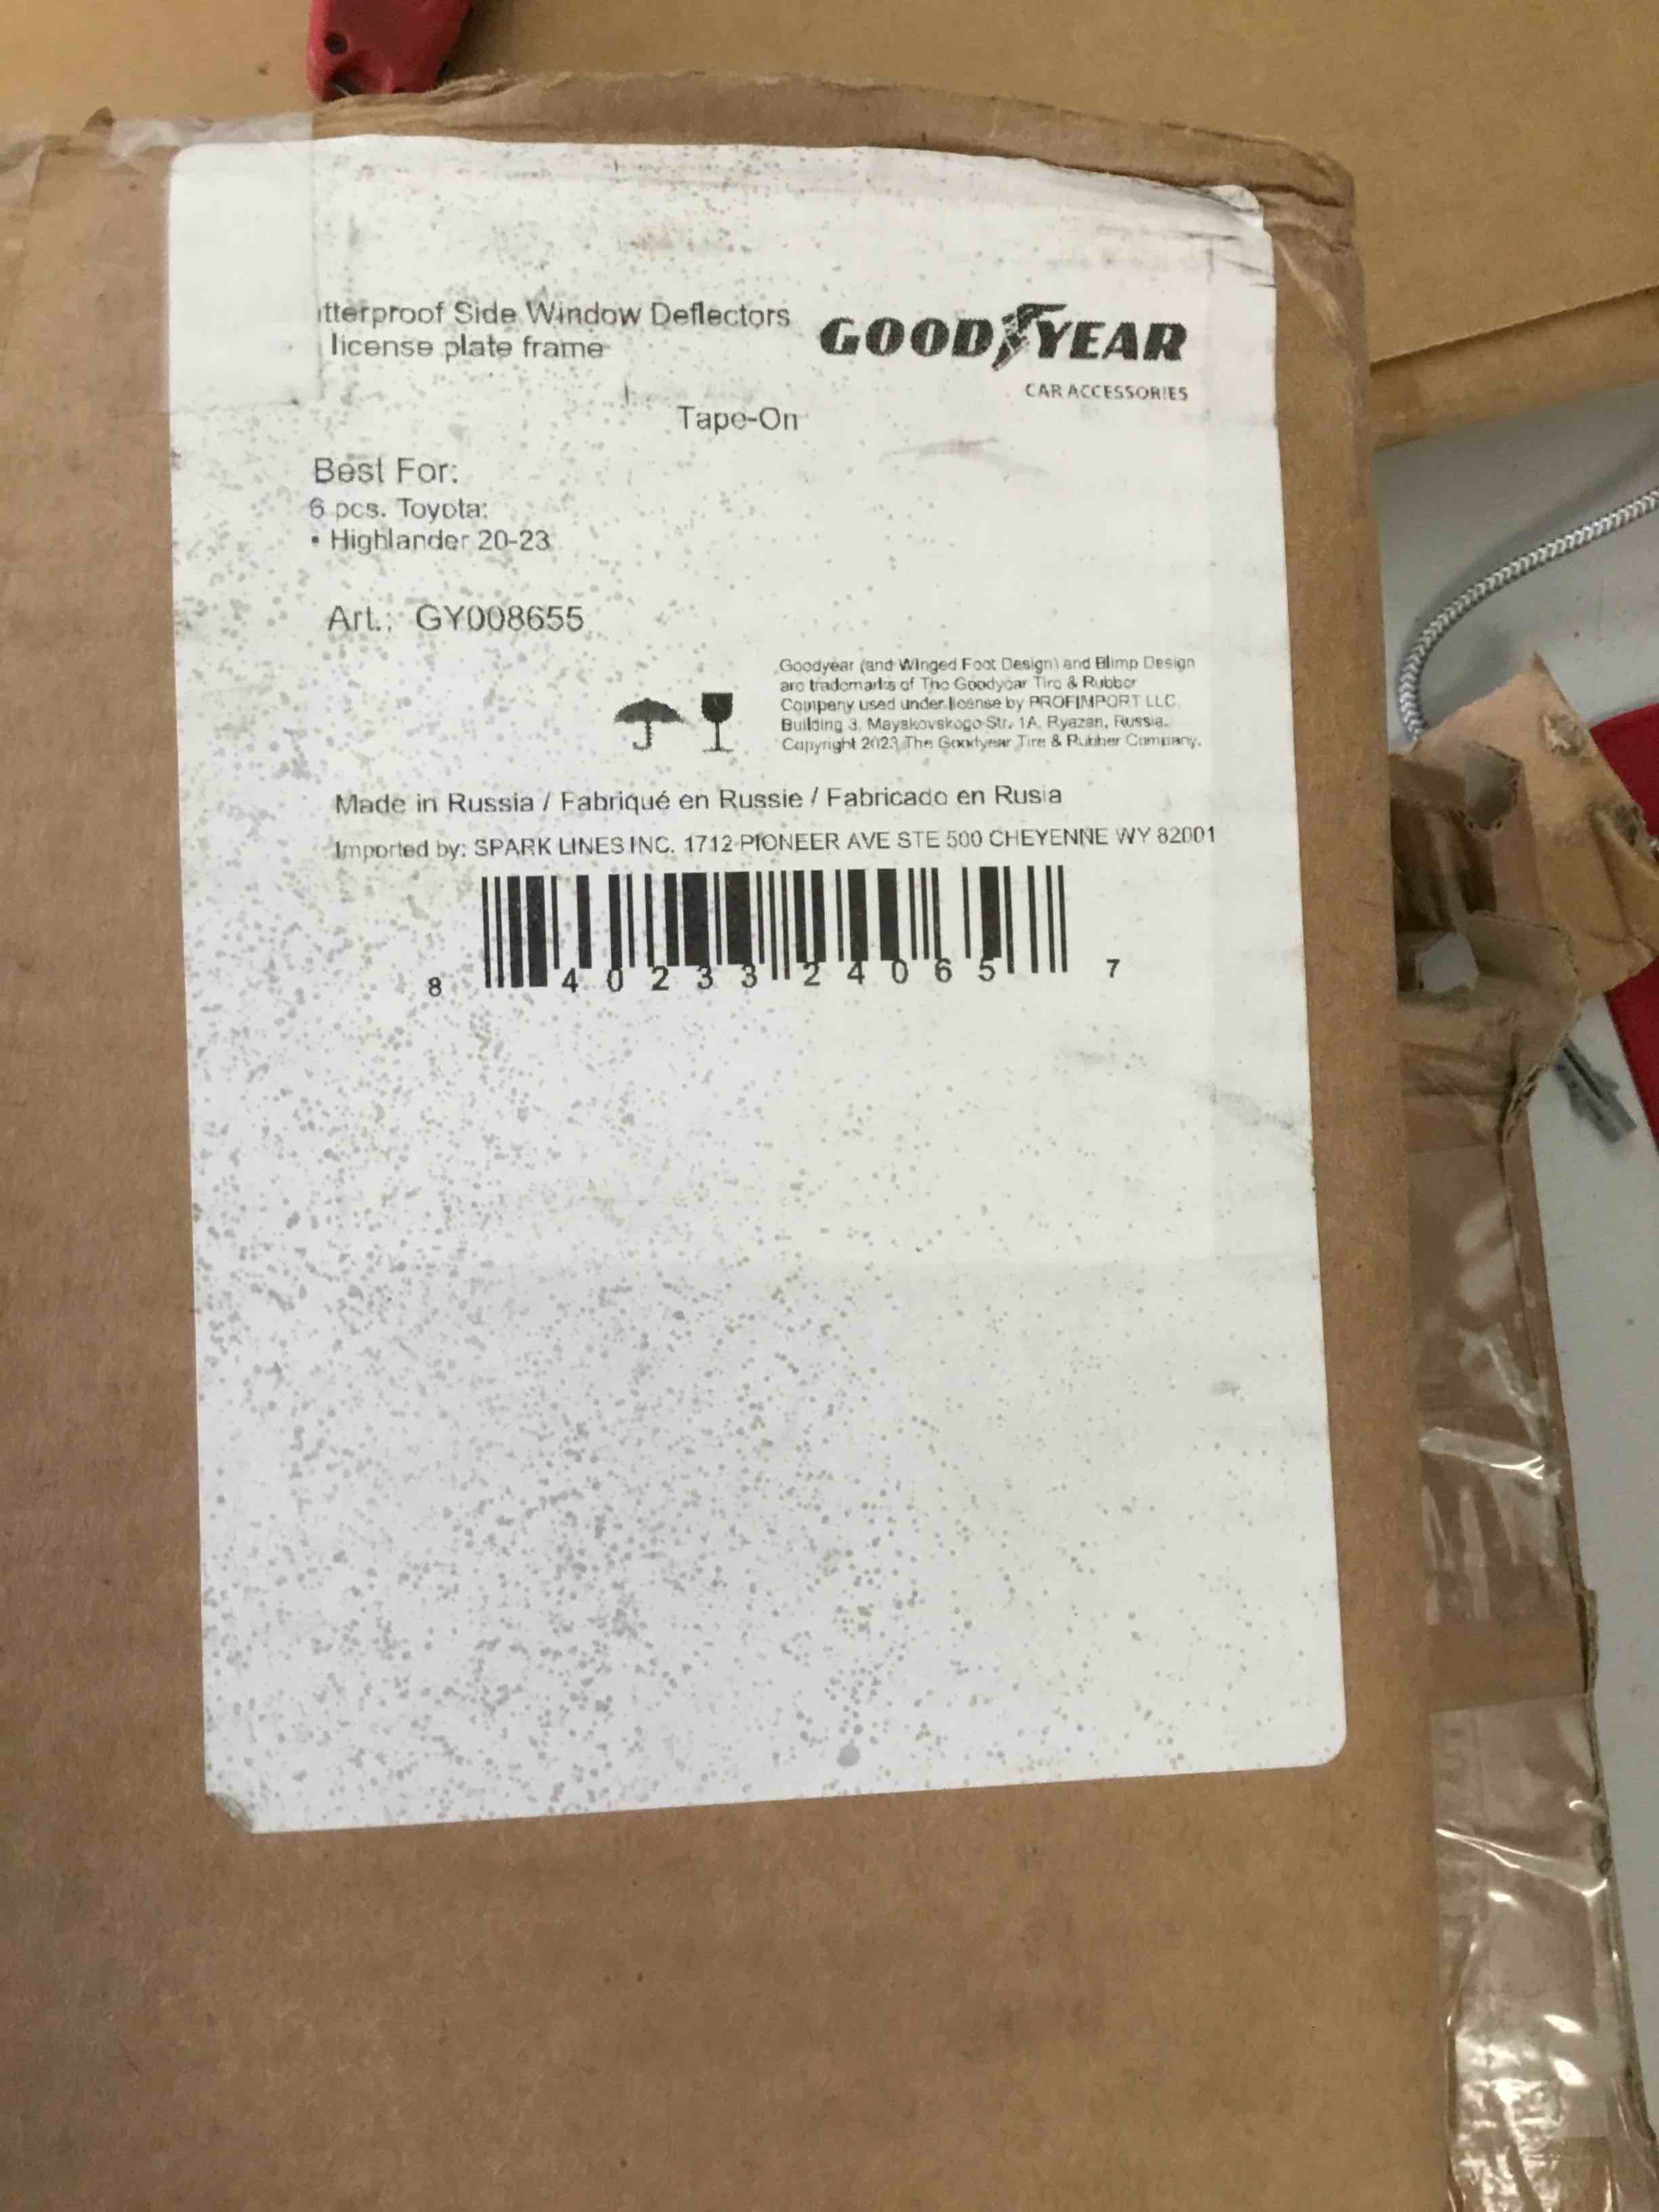 tterproof Side Window Deflectors
license plate frame
GOODYEAR
CAR ACCESSORIES
Tape-On
Best For:
6 pcs. Toyota:
• Highlander 20-23
Art.: GY008655
Goodyear (and Winged Foot Design) and Blimp Design
are trademarks of The Goodyear Tire & Rubber
Company used under license by PROFIMPORT LLC.
Building 3, Mayakovskogo Str. 1A, Ryazan, Russia.
Copyright 2023 The Goodyear Tire & Rubber Company.
Made in Russia / Fabriqué en Russie / Fabricado en Rusia
Imported by: SPARK LINES INC. 1712 PIONEER AVE STE 500 CHEYENNE WY 82001
8 40233 24065 7